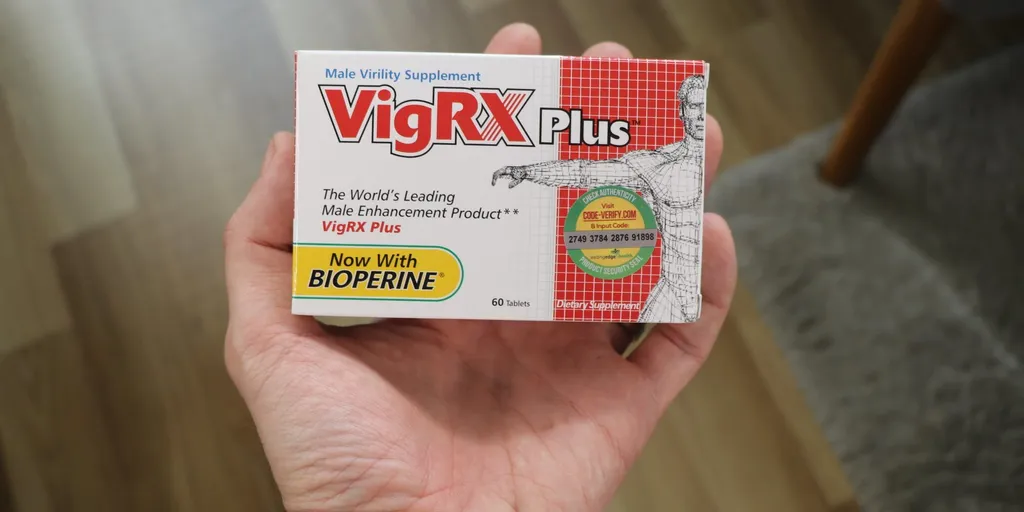 Male Virility Supplement
VigRX Plus™
The World's Leading
Male Enhancement Product**
VigRX Plus
Now With
BIOPERINE®
60 Tablets
CHECK AUTHENTICITY
Visit
CODE-VERIFY.COM
& Input Code:
2749 3784 2876 91898
PRODUCT SECURITY SEAL
Dietary Supplement